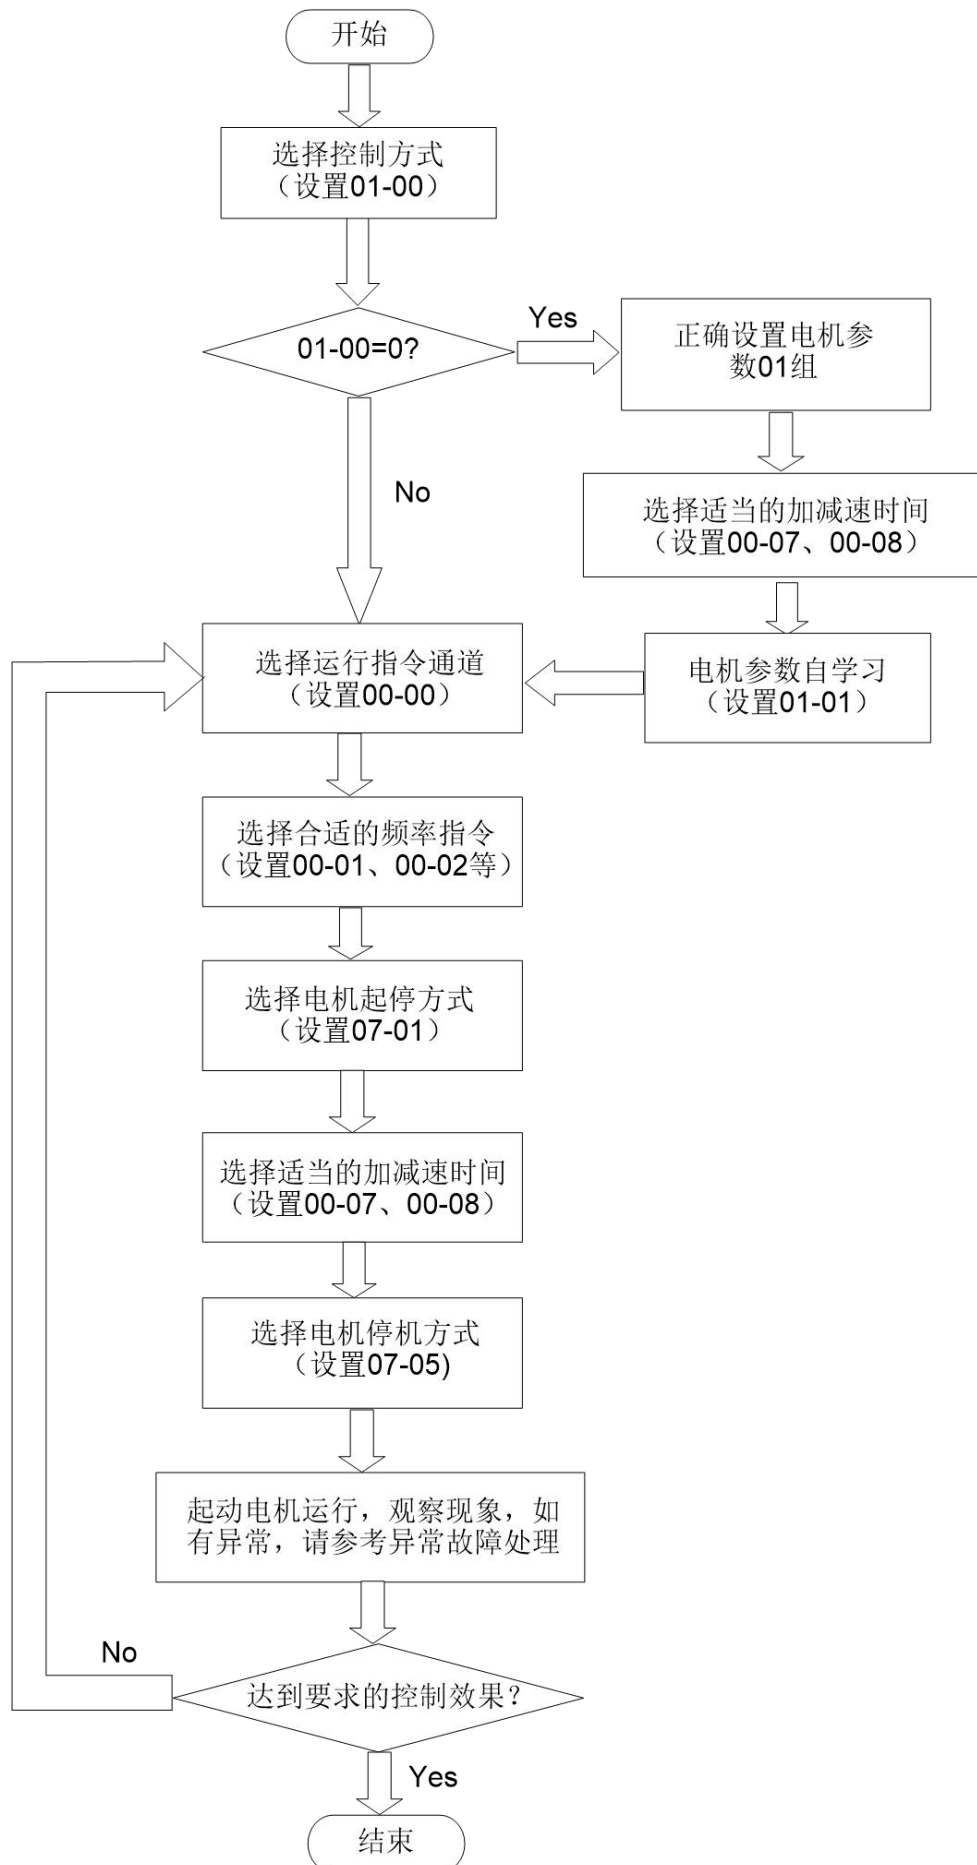 开始
选择控制方式
（设置01-00）
01-00=0?
Yes
正确设置电机参
数01组
No
选择适当的加减速时间
（设置00-07、00-08）
电机参数自学习
（设置01-01）
选择运行指令通道
（设置00-00）
选择合适的频率指令
（设置00-01、00-02等）
选择电机起停方式
（设置07-01）
选择适当的加减速时间
（设置00-07、00-08）
选择电机停机方式
（设置07-05)
起动电机运行，观察现象，如
有异常，请参考异常故障处理
No
达到要求的控制效果？
Yes
结束